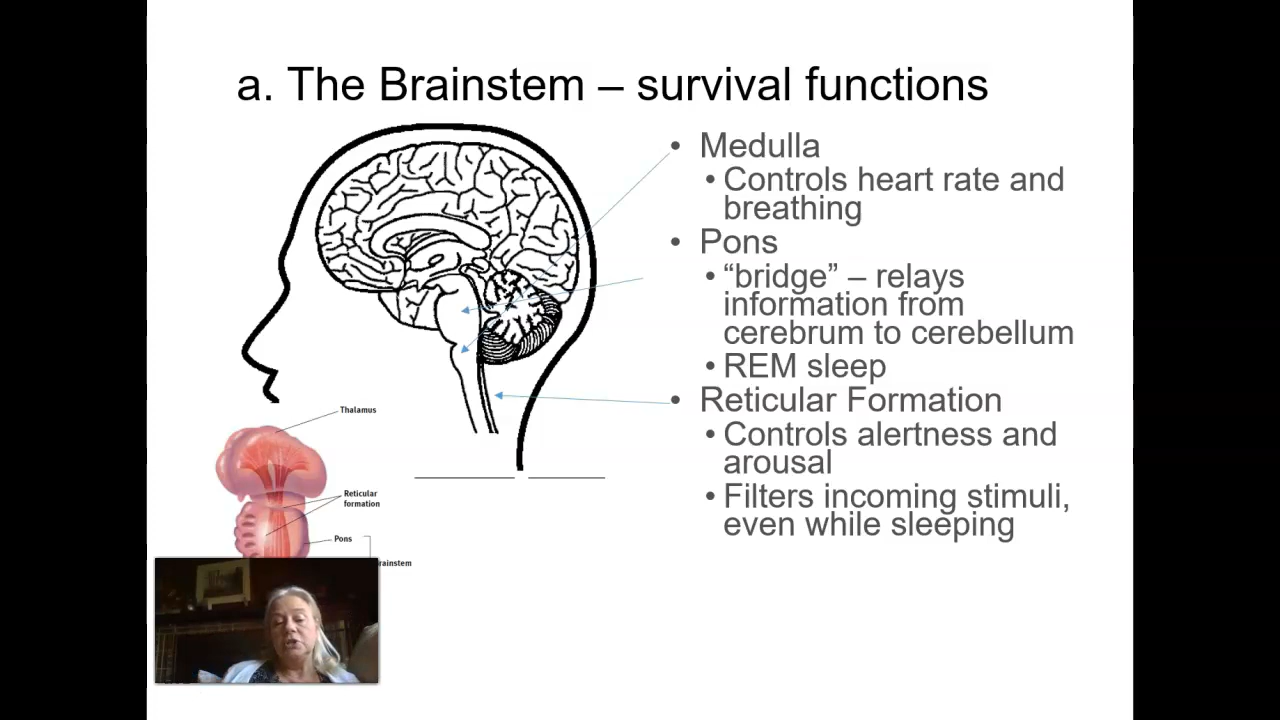 a. The Brainstem – survival functions
• Medulla
• Controls heart rate and
breathing
• Pons
• “bridge” – relays
information from
cerebrum to cerebellum
• REM sleep
• Reticular Formation
• Controls alertness and
arousal
• Filters incoming stimuli,
even while sleeping
Thalamus
Reticular
formation
Pons
rainstem